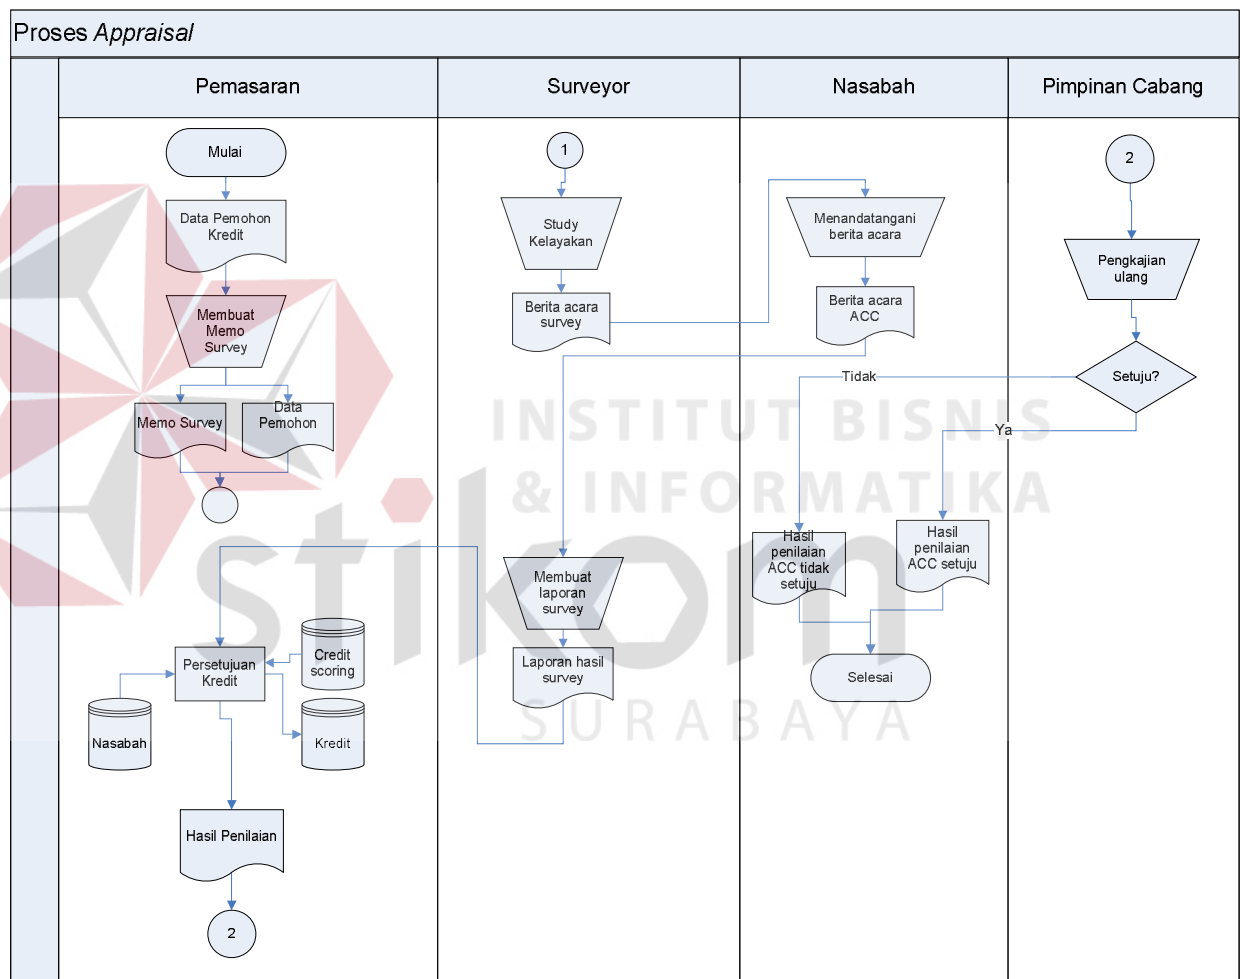 Proses Appraisal
Pemasaran
Surveyor
Nasabah
Pimpinan Cabang
Mulai
Data Pemohon
Kredit
Membuat
Memo
Survey
Memo Survey
Data
Pemohon
Persetujuan
Kredit
Credit
scoring
Nasabah
Kredit
Hasil Penilaian
2
1
Study
Kelayakan
Berita acara
survey
Membuat
laporan
survey
Laporan hasil
survey
Menandatangani
berita acara
Berita acara
ACC
Tidak
Ya
Hasil
penilaian
ACC tidak
setuju
Hasil
penilaian
ACC setuju
Selesai
2
Pengkajian
ulang
Setuju?
INSTITUT BISNIS
& INFORMATIKA
stikom
SURABAYA